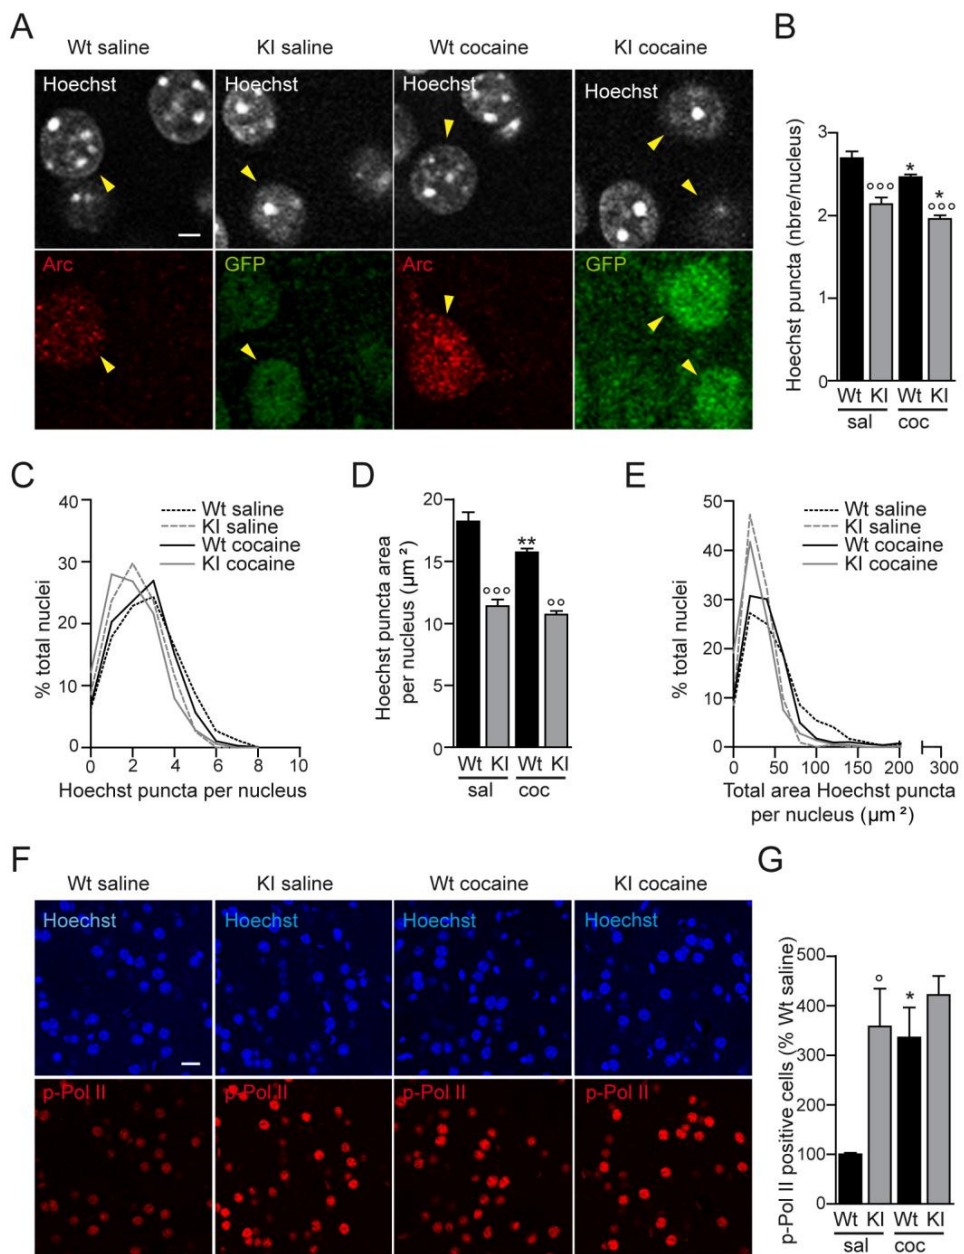 A
Wt saline
KI saline
Wt cocaine
KI cocaine
Hoechst
Hoechst
Hoechst
Hoechst
Arc
GFP
Arc
GFP
B
Hoechst puncta (nbre/nucleus)
3
2
1
0
°°°
*
*
°°°
Wt KI Wt KI
sal coc
C
% total nuclei
40
30
20
10
0
0 2 4 6 8 10
Hoechst puncta per nucleus
Wt saline
KI saline
Wt cocaine
KI cocaine
D
Hoechst puncta area
per nucleus (µm²)
20
15
10
5
0
°°°
**
°°
Wt KI Wt KI
sal coc
E
% total nuclei
50
40
30
20
10
0
0 50 100 150 200 300
Total area Hoechst puncta
per nucleus (µm²)
Wt saline
KI saline
Wt cocaine
KI cocaine
F
Wt saline
KI saline
Wt cocaine
KI cocaine
Hoechst
Hoechst
Hoechst
Hoechst
p-Pol II
p-Pol II
p-Pol II
p-Pol II
G
p-Pol II positive cells (% Wt saline)
500
400
300
200
100
0
°
*
Wt KI Wt KI
sal coc